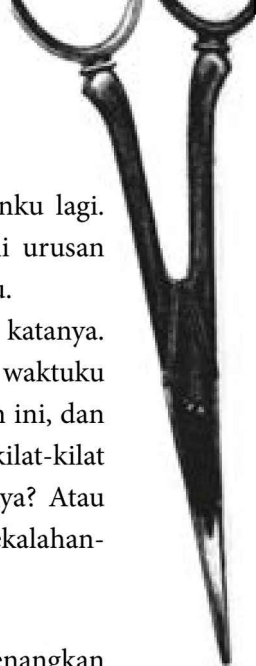 nku lagi.
i urusan
u.
katanya.
waktuku
n ini, dan
kilat-kilat
ya? Atau
ekalahan-
enangkan